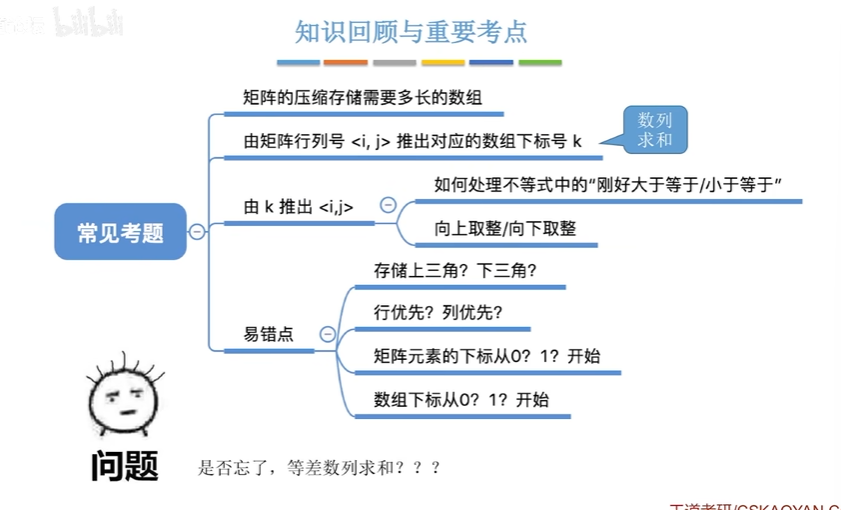 bilibili
知识回顾与重要考点
矩阵的压缩存储需要多长的数组
由矩阵行列号 <i, j> 推出对应的数组下标号 k
数列
求和
如何处理不等式中的“刚好大于等于/小于等于”
由 k 推出 <i,j>
向上取整/向下取整
常见考题
存储上三角？下三角？
行优先？列优先？
易错点
矩阵元素的下标从0？1？开始
数组下标从0？1？开始
问题
是否忘了，等差数列求和？？？